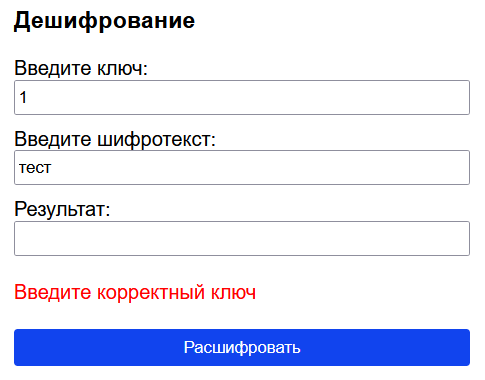 Дешифрование
Введите ключ:
1
Введите шифротекст:
тест
Результат:
Введите корректный ключ
Расшифровать